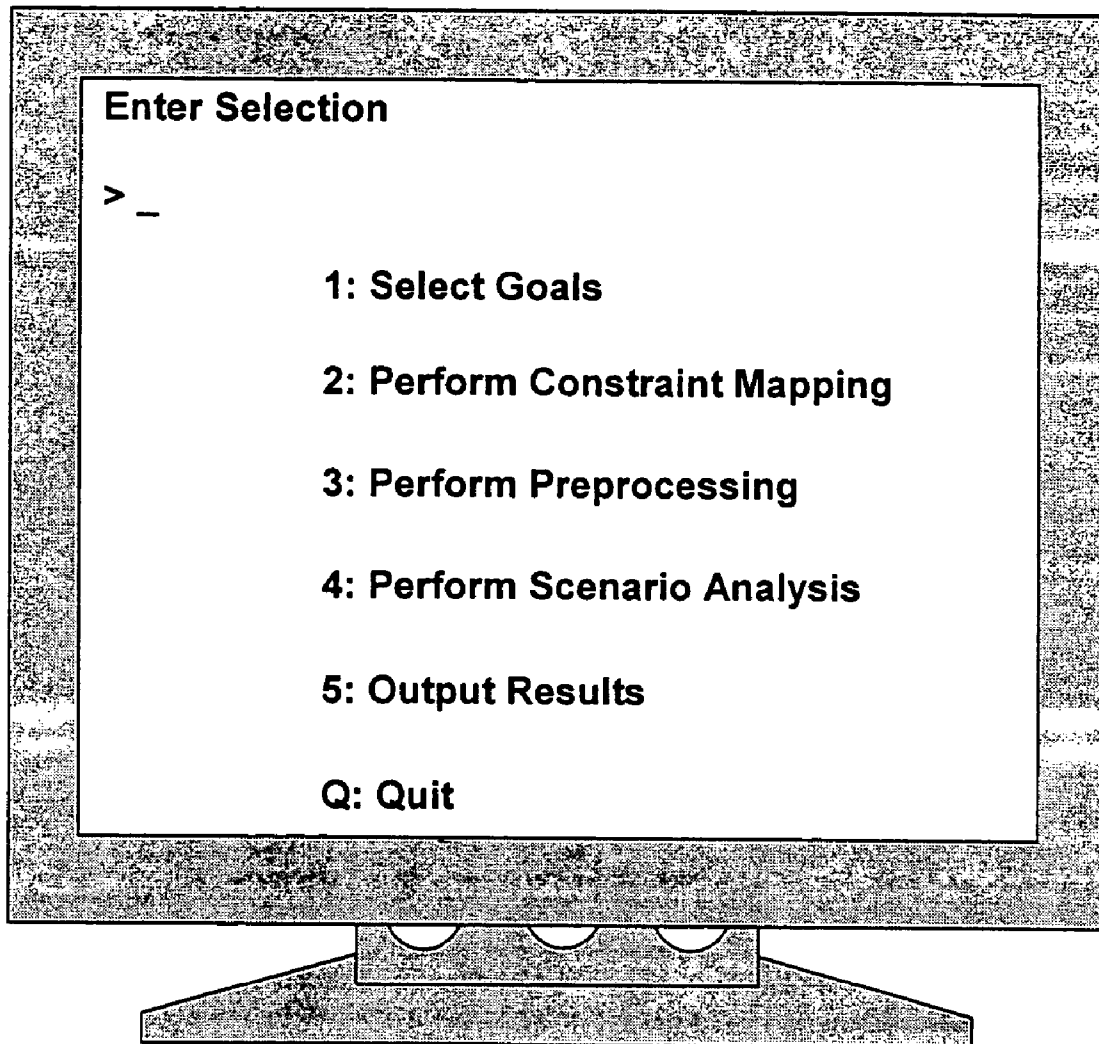 Enter Selection
> _
1: Select Goals
2: Perform Constraint Mapping
3: Perform Preprocessing
4: Perform Scenario Analysis
5: Output Results
Q: Quit